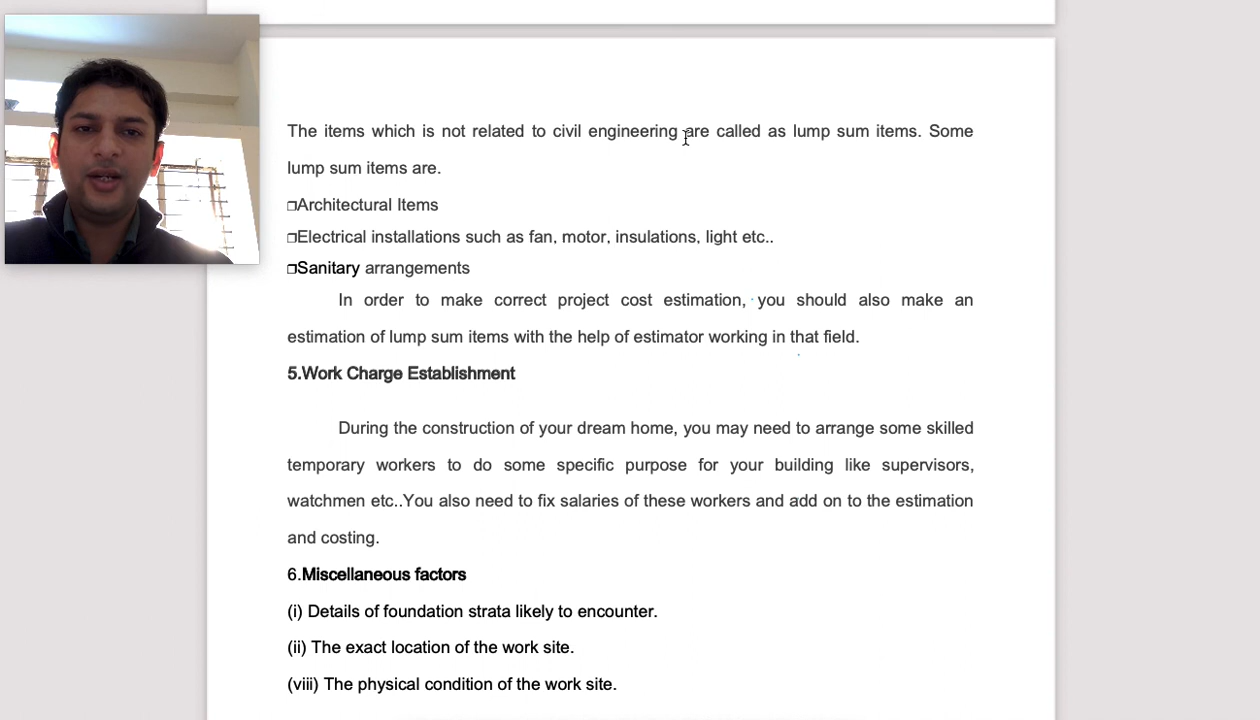 The items which is not related to civil engineering are called as lump sum items. Some
lump sum items are.
❒Architectural Items
❒Electrical installations such as fan, motor, insulations, light etc..
❒Sanitary arrangements
In order to make correct project cost estimation, you should also make an
estimation of lump sum items with the help of estimator working in that field.
5.Work Charge Establishment
During the construction of your dream home, you may need to arrange some skilled
temporary workers to do some specific purpose for your building like supervisors,
watchmen etc..You also need to fix salaries of these workers and add on to the estimation
and costing.
6.Miscellaneous factors
(i) Details of foundation strata likely to encounter.
(ii) The exact location of the work site.
(viii) The physical condition of the work site.